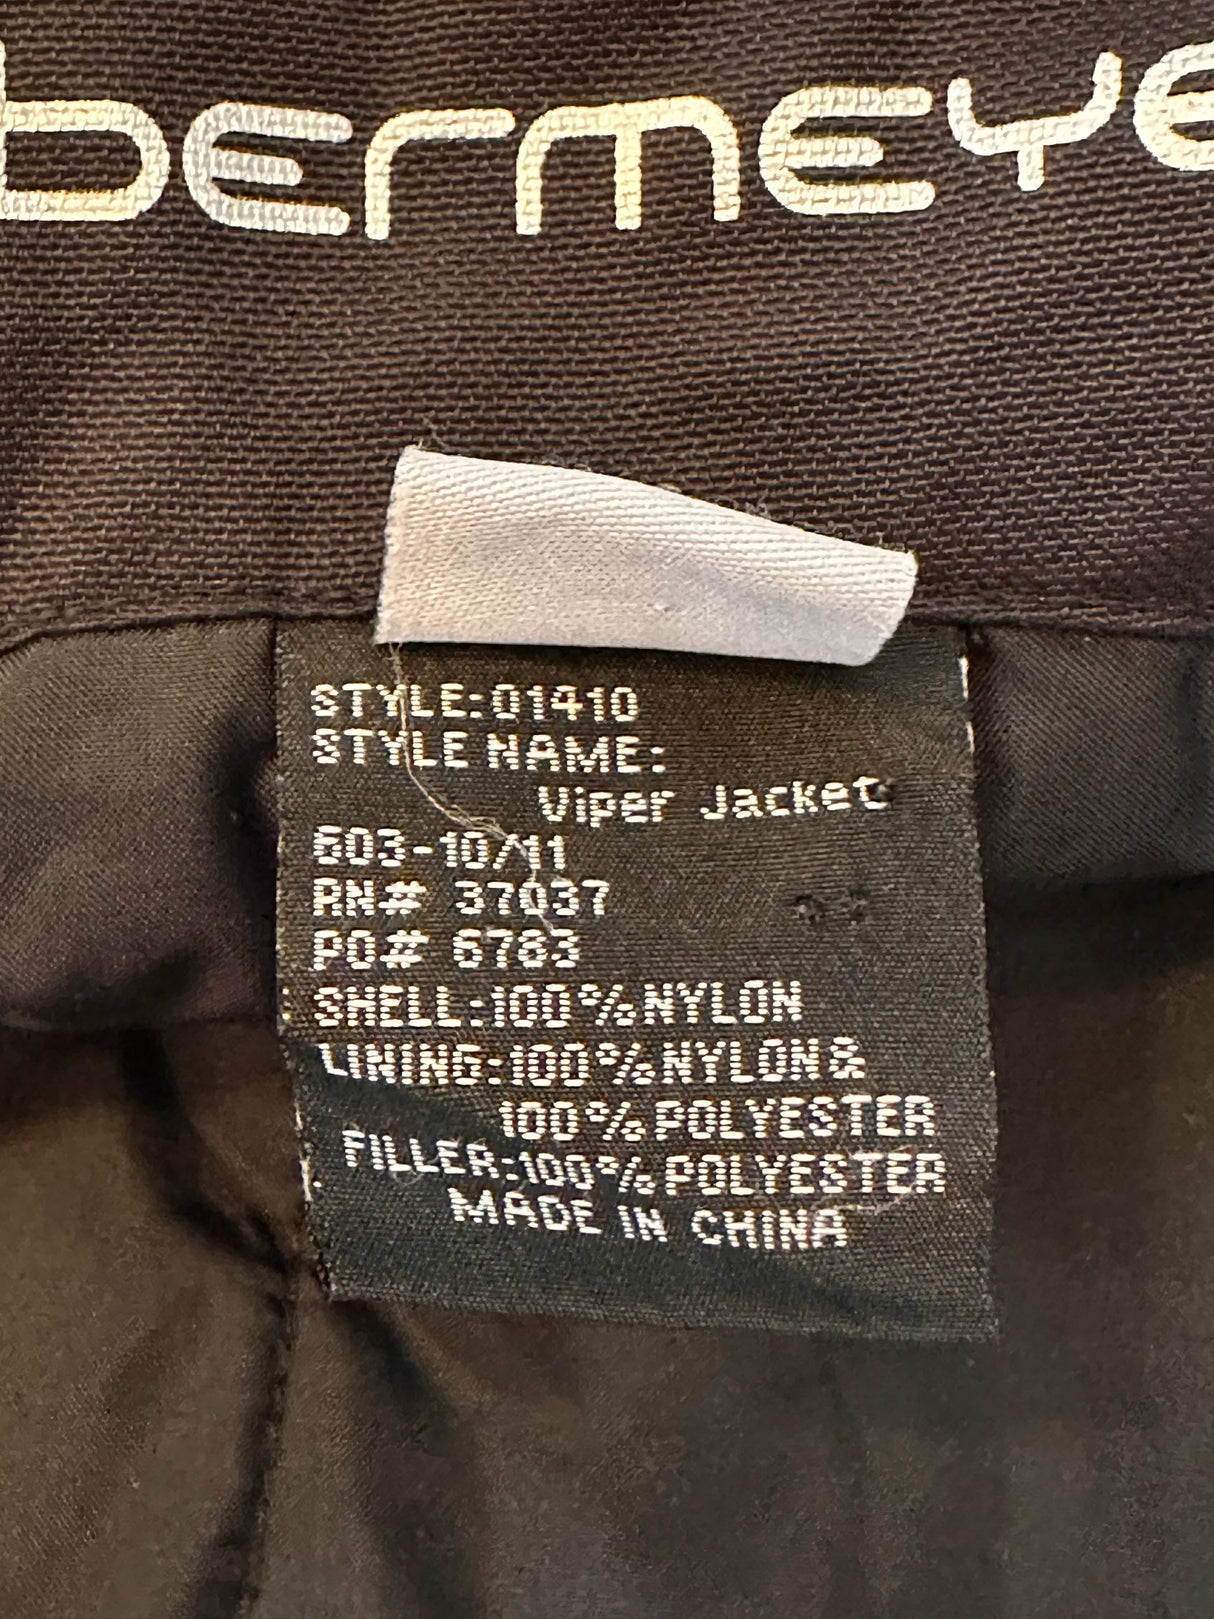 bermeye
STYLE:01410
STYLE NAME:
Viper Jacket
603-10/11
RN# 37037
PO# 6783
SHELL:100%NYLON
LINING:100%NYLON&
100%POLYESTER
FILLER:100%POLYESTER
MADE IN CHINA